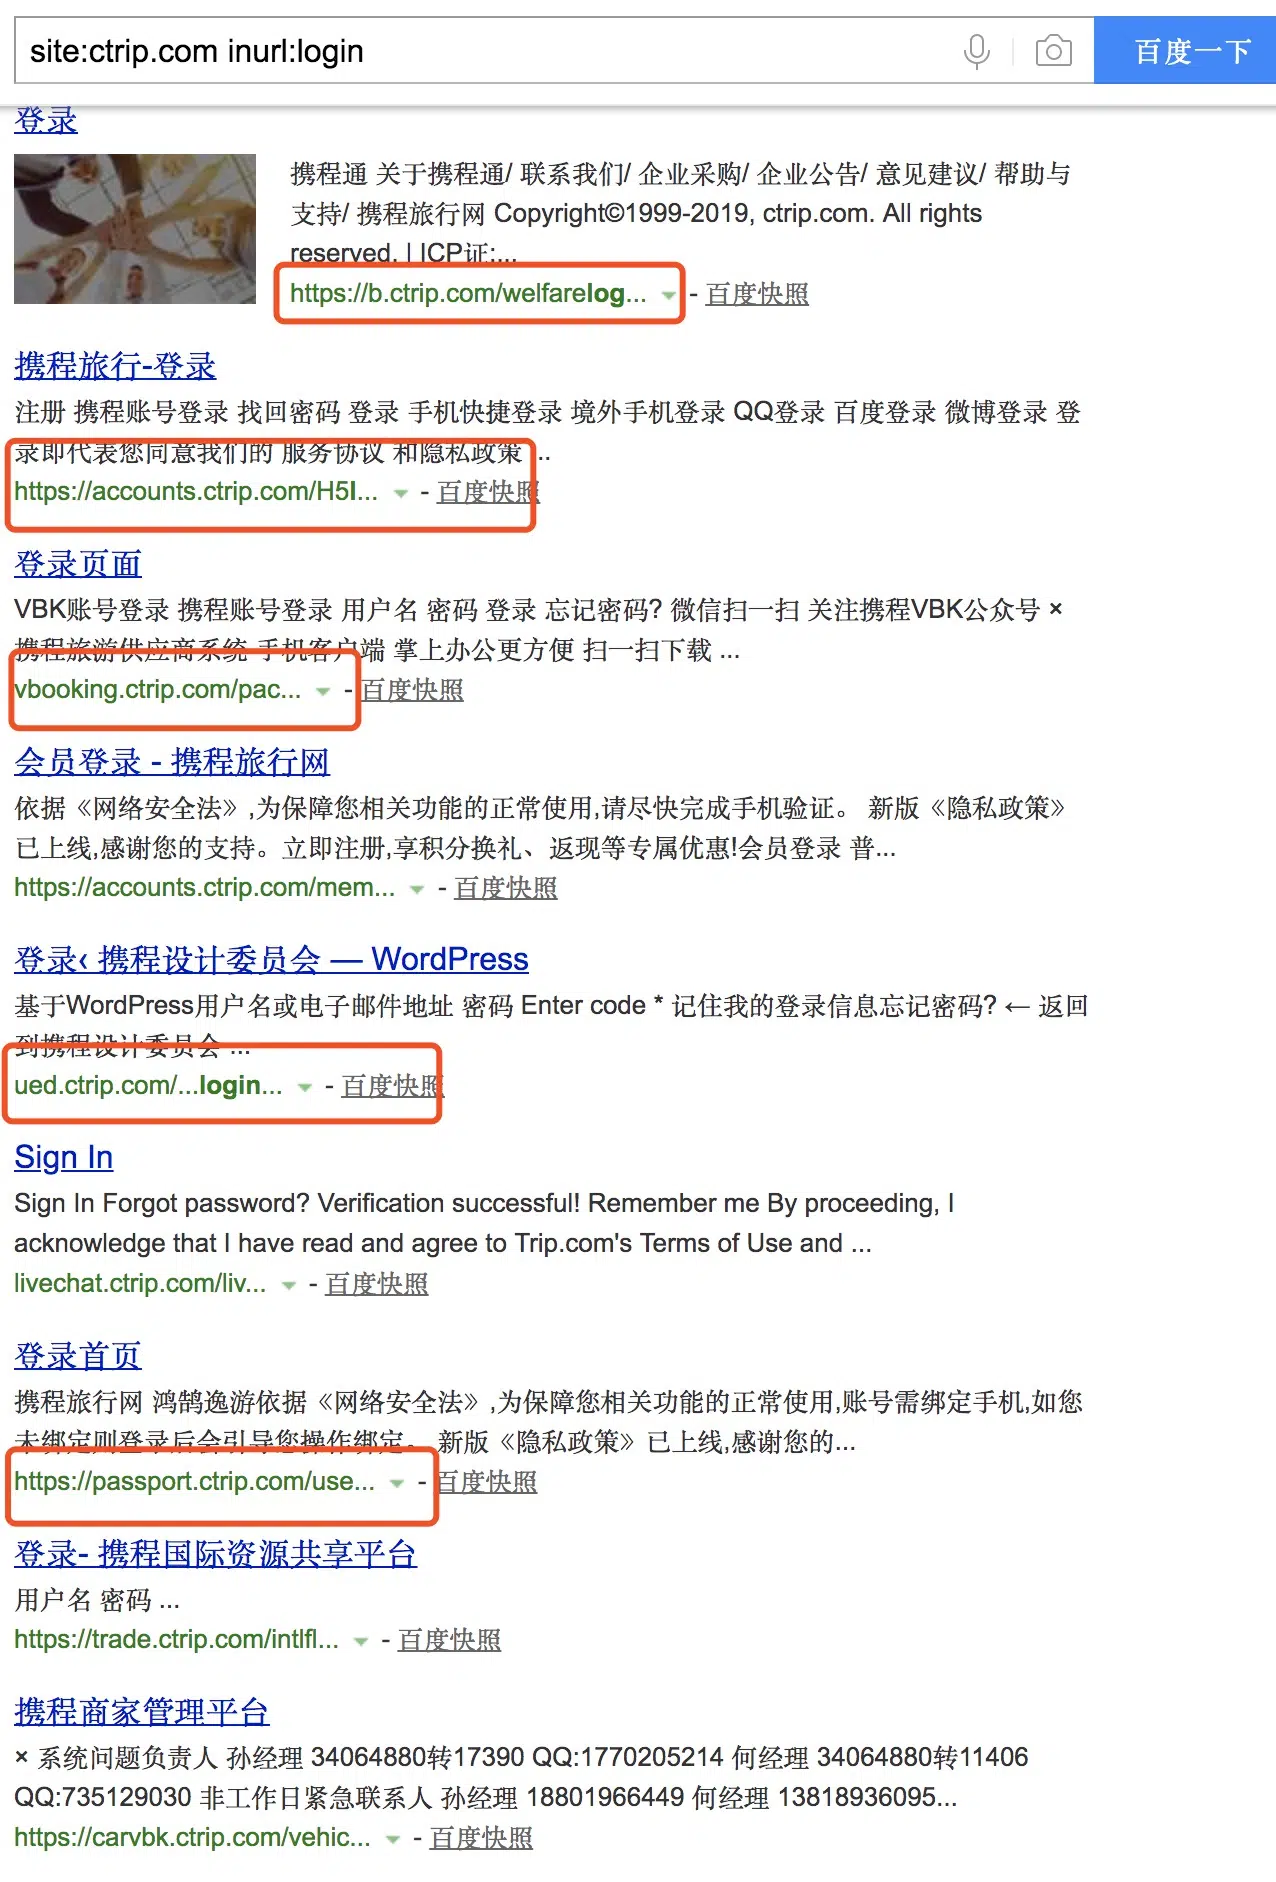 site:ctrip.com inurl:login
百度一下
登录
携程通 关于携程通/ 联系我们/ 企业采购/ 企业公告/ 意见建议/ 帮助与
支持/ 携程旅行网 Copyright©1999-2019, ctrip.com. All rights
reserved. | ICP证:...
https://b.ctrip.com/welfarelog... - 百度快照
携程旅行-登录
注册 携程账号登录 找回密码 登录 手机快捷登录 境外手机登录 QQ登录 百度登录 微博登录 登
录即代表您同意我们的 服务协议 和隐私政策 ..
https://accounts.ctrip.com/H5l... - 百度快照
登录页面
VBK账号登录 携程账号登录 用户名 密码 登录 忘记密码? 微信扫一扫 关注携程VBK公众号 ×
携程旅游供应商系统 手机客户端 掌上办公更方便 扫一扫下载 ...
vbooking.ctrip.com/pac... - 百度快照
会员登录 - 携程旅行网
依据《网络安全法》,为保障您相关功能的正常使用,请尽快完成手机验证。 新版《隐私政策》
已上线,感谢您的支持。立即注册,享积分换礼、返现等专属优惠!会员登录 普...
https://accounts.ctrip.com/mem... - 百度快照
登录‹ 携程设计委员会 — WordPress
基于WordPress用户名或电子邮件地址 密码 Enter code * 记住我的登录信息忘记密码? ← 返回
到携程设计委员会 ...
ued.ctrip.com/...login... - 百度快照
Sign In
Sign In Forgot password? Verification successful! Remember me By proceeding, I
acknowledge that I have read and agree to Trip.com's Terms of Use and ...
livechat.ctrip.com/liv... - 百度快照
登录首页
携程旅行网 鸿鹄逸游依据《网络安全法》,为保障您相关功能的正常使用,账号需绑定手机,如您
未绑定则登录后会引导您操作绑定。 新版《隐私政策》已上线,感谢您的...
https://passport.ctrip.com/use... - 百度快照
登录- 携程国际资源共享平台
用户名 密码 ...
https://trade.ctrip.com/intlfl... - 百度快照
携程商家管理平台
× 系统问题负责人 孙经理 34064880转17390 QQ:1770205214 何经理 34064880转11406
QQ:735129030 非工作日紧急联系人 孙经理 18801966449 何经理 13818936095...
https://carvbk.ctrip.com/vehic... - 百度快照